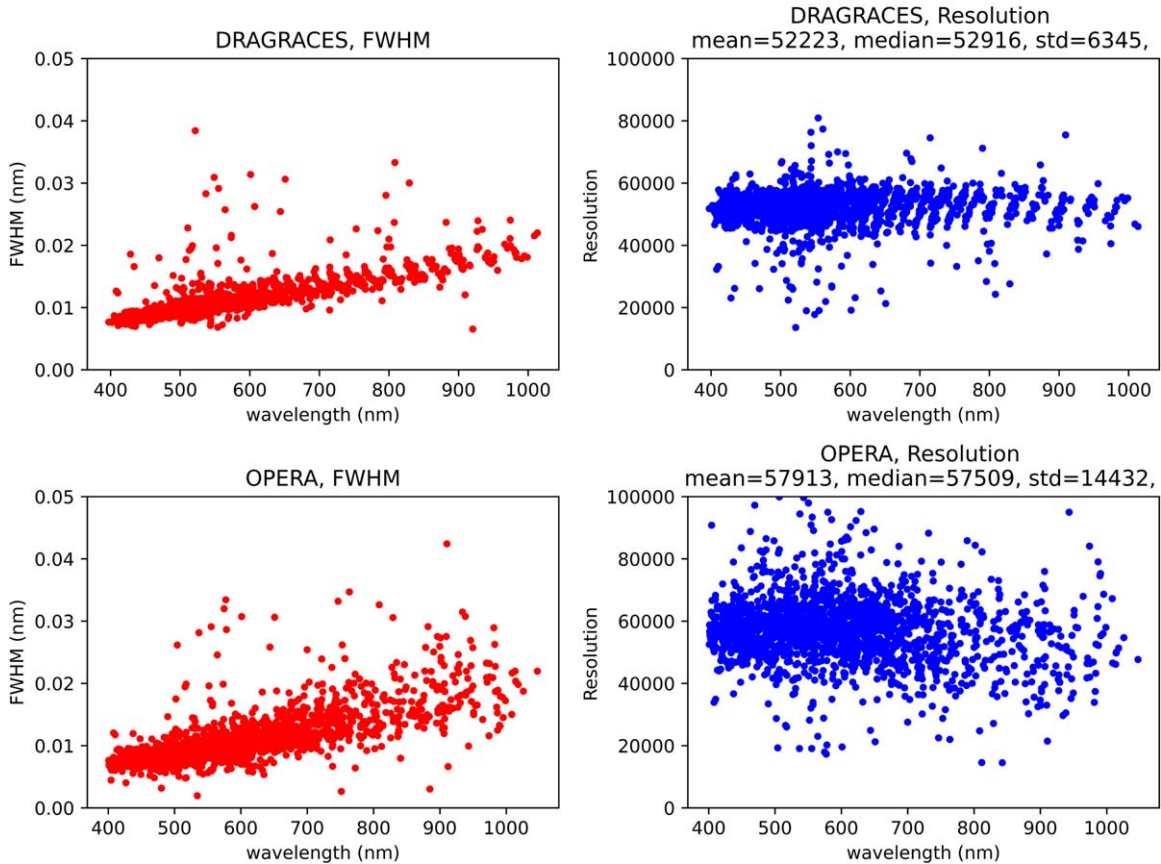 DRAGRACES, FWHM
0.05
0.04
0.03
0.02
0.01
0.00
FWHM (nm)
400 500 600 700 800 900 1000
wavelength (nm)
DRAGRACES, Resolution
mean=52223, median=52916, std=6345,
100000
80000
60000
40000
20000
0
Resolution
400 500 600 700 800 900 1000
wavelength (nm)
OPERA, FWHM
0.05
0.04
0.03
0.02
0.01
0.00
FWHM (nm)
400 500 600 700 800 900 1000
wavelength (nm)
OPERA, Resolution
mean=57913, median=57509, std=14432,
100000
80000
60000
40000
20000
0
Resolution
400 500 600 700 800 900 1000
wavelength (nm)